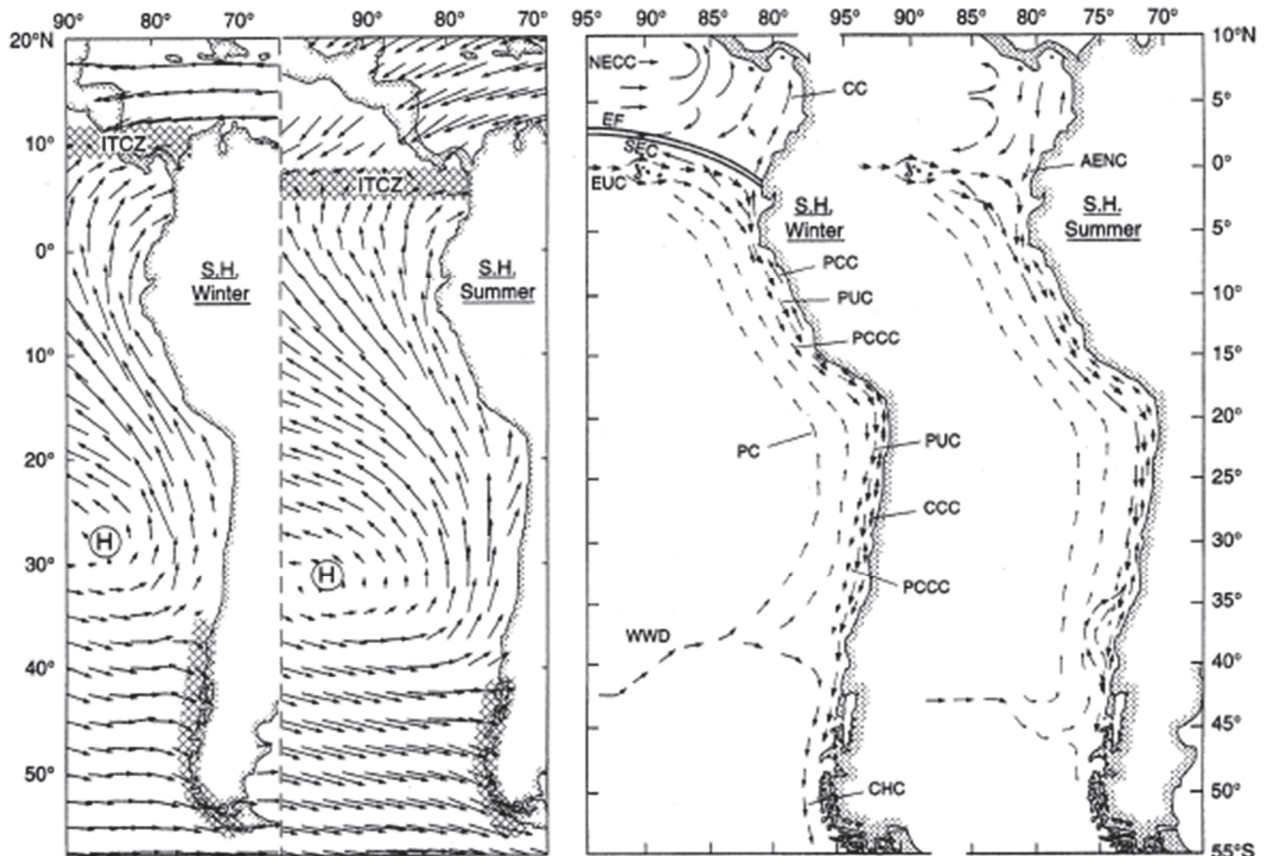 90° 80° 70° 90° 80° 70°
95° 90° 85° 80° 95° 90° 85° 80° 75° 70°
20°N
10°
0°
10°
20°
30°
40°
50°
ITCZ
S.H.
Winter
H
ITCZ
S.H.
Summer
H
NECC
CC
EF
SEC
EUC
S.H.
Winter
PCC
PUC
PCCC
PC
PUC
CCC
PCCC
WWD
CHC
AENC
S.H.
Summer
10°N
5°
0°
5°
10°
15°
20°
25°
30°
35°
40°
45°
50°
55°S